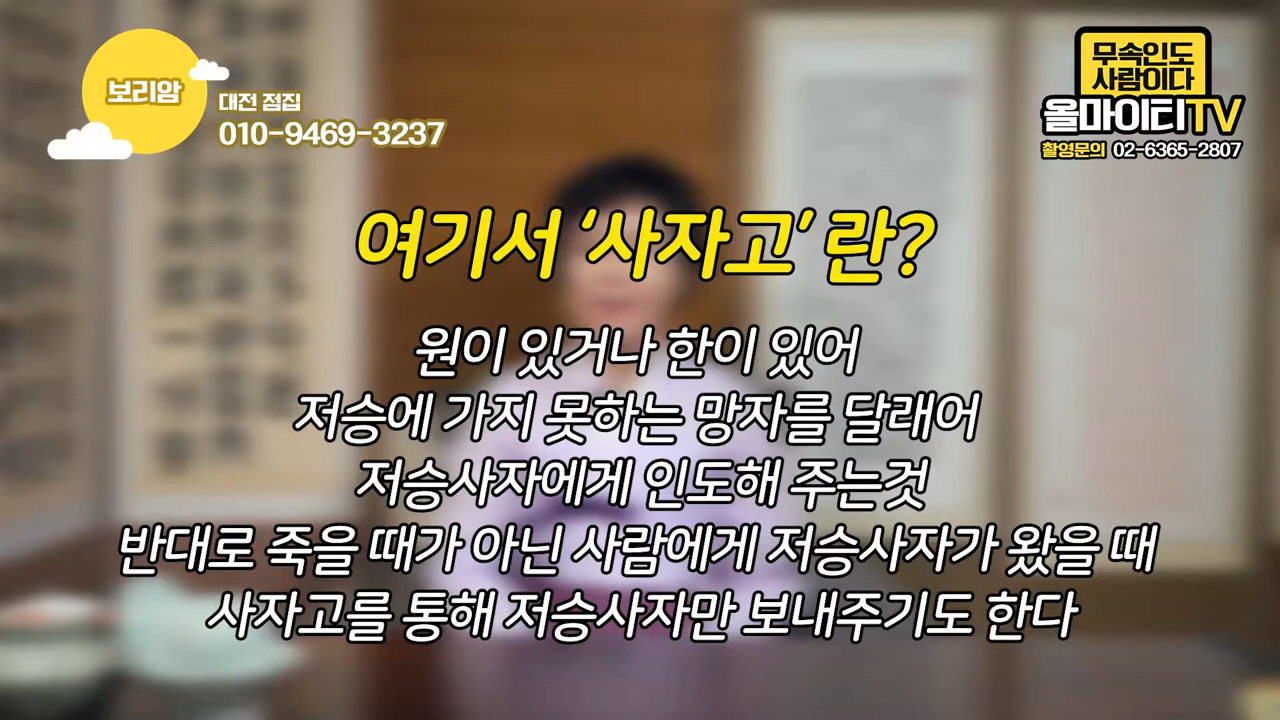 보리암
대전 점집
010-9469-3237
무속인도
사람이다
올마이티TV
촬영문의 02-6365-2807
여기서 ‘사자고’ 란?
원이 있거나 한이 있어
저승에 가지 못하는 망자를 달래어
저승사자에게 인도해 주는것
반대로 죽을 때가 아닌 사람에게 저승사자가 왔을 때
사자고를 통해 저승사자만 보내주기도 한다